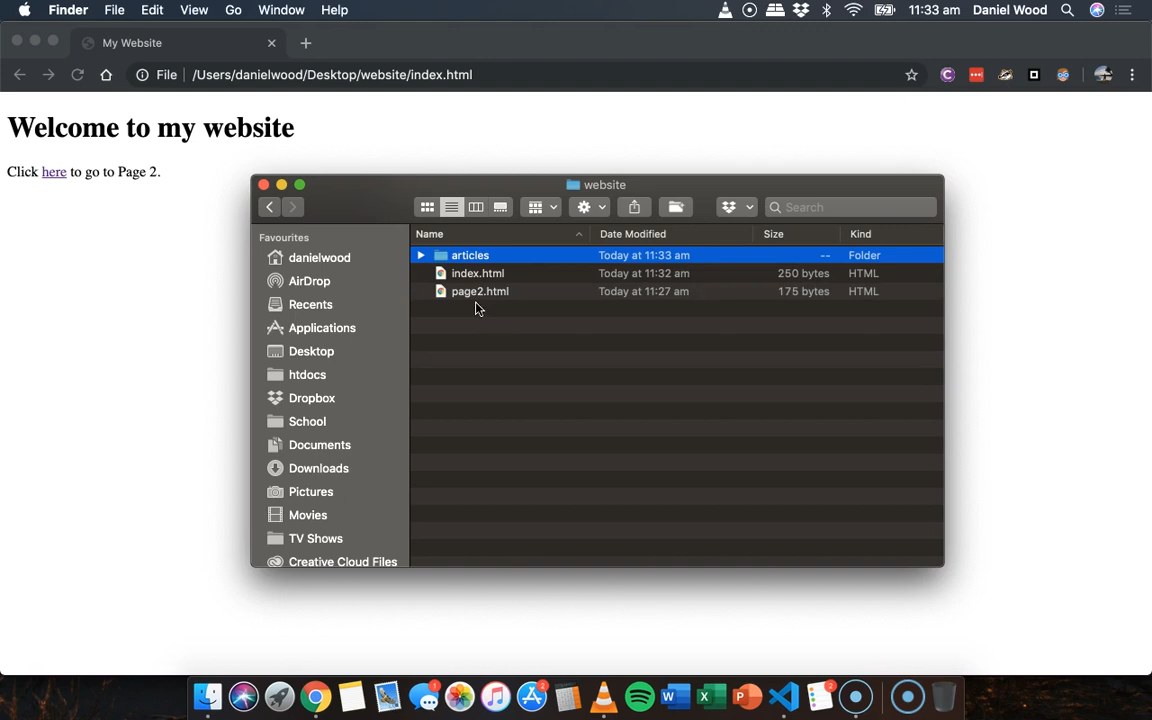 Finder File Edit View Go Window Help 11:33 am Daniel Wood
My Website
File /Users/danielwood/Desktop/website/index.html
Welcome to my website
Click here to go to Page 2.
website
Search
Favourites
danielwood
AirDrop
Recents
Applications
Desktop
htdocs
Dropbox
School
Documents
Downloads
Pictures
Movies
TV Shows
Creative Cloud Files
Name Date Modified Size Kind
articles Today at 11:33 am -- Folder
index.html Today at 11:32 am 250 bytes HTML
page2.html Today at 11:27 am 175 bytes HTML
1 2 W X P 2